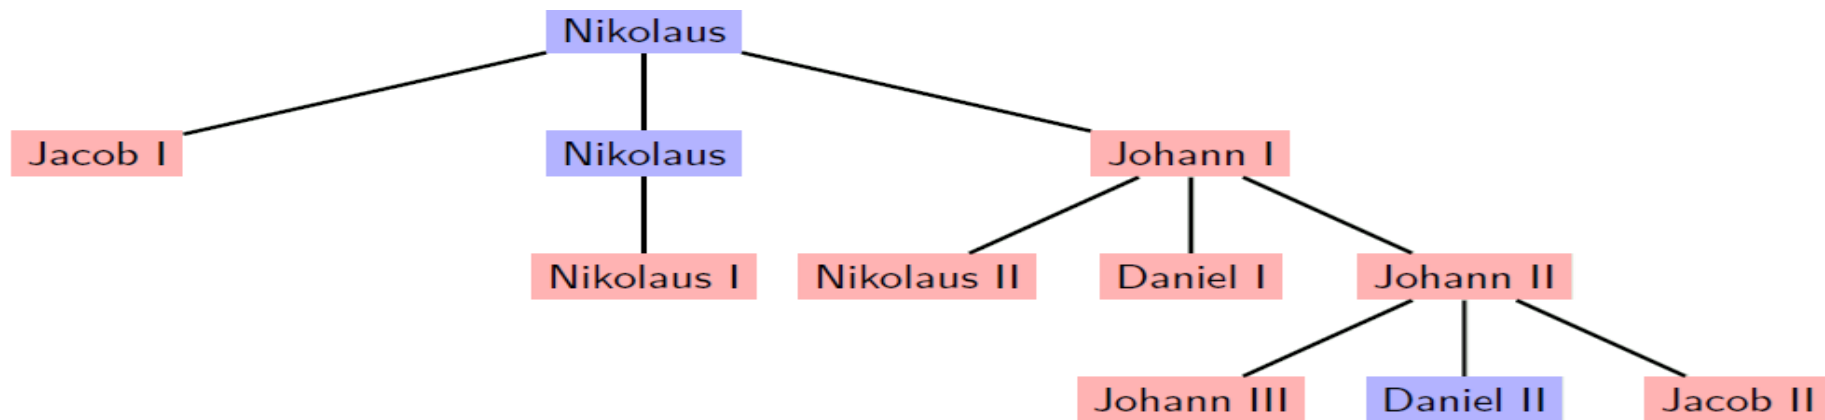 Nikolaus
Jacob I
Nikolaus
Johann I
Nikolaus I
Nikolaus II
Daniel I
Johann II
Johann III
Daniel II
Jacob II